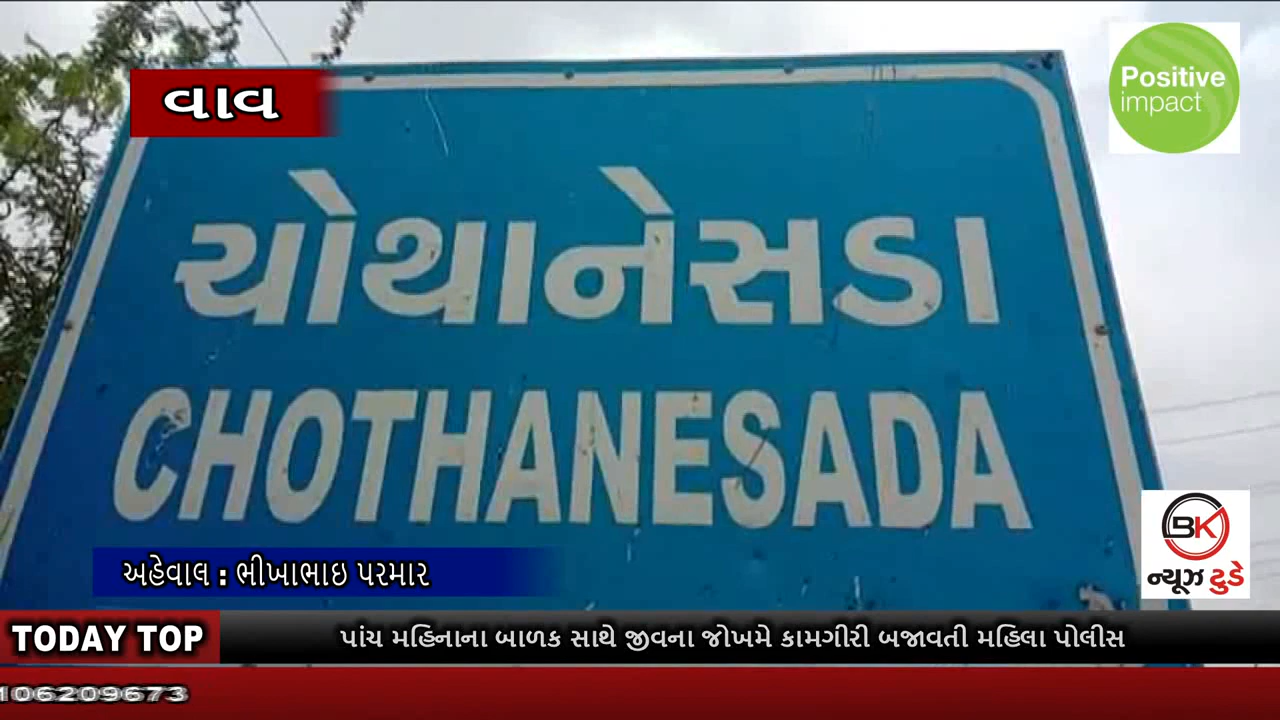 વાવ
Positive
impact
ચોથાનેસડા
CHOTHANESADA
BK
ન્યૂઝ ટુડે
અહેવાલ : ભીખાભાઇ પરમાર
TODAY TOP
પાંચ મહિનાના બાળક સાથે જીવના જોખમે કામગીરી બજાવતી મહિલા પોલીસ
106209673